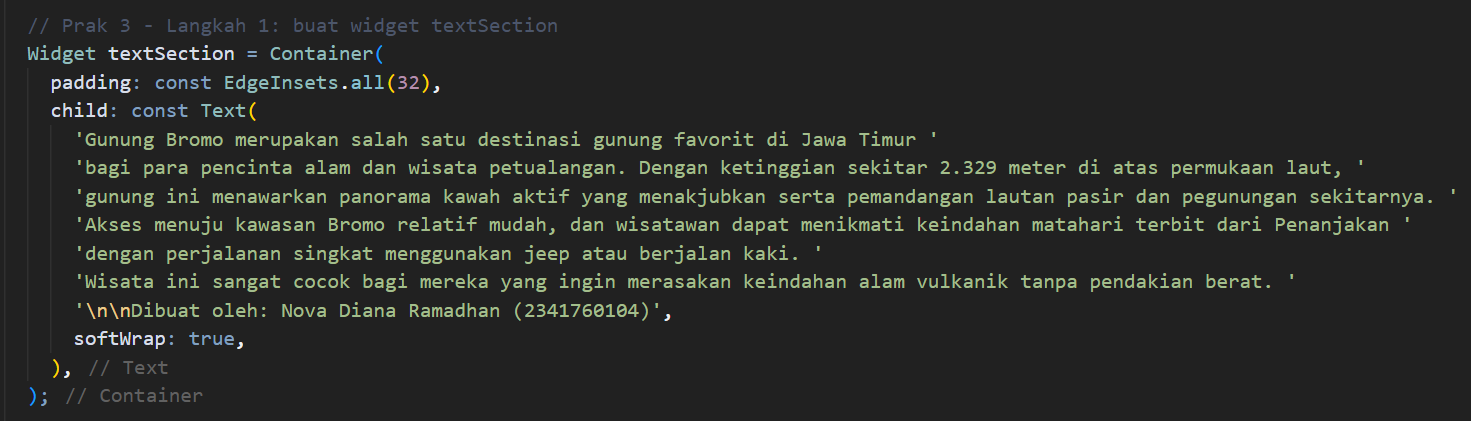 // Prak 3 - Langkah 1: buat widget textSection
Widget textSection = Container(
  padding: const EdgeInsets.all(32),
  child: const Text(
    'Gunung Bromo merupakan salah satu destinasi gunung favorit di Jawa Timur '
    'bagi para pencinta alam dan wisata petualangan. Dengan ketinggian sekitar 2.329 meter di atas permukaan laut, '
    'gunung ini menawarkan panorama kawah aktif yang menakjubkan serta pemandangan lautan pasir dan pegunungan sekitarnya. '
    'Akses menuju kawasan Bromo relatif mudah, dan wisatawan dapat menikmati keindahan matahari terbit dari Penanjakan '
    'dengan perjalanan singkat menggunakan jeep atau berjalan kaki. '
    'Wisata ini sangat cocok bagi mereka yang ingin merasakan keindahan alam vulkanik tanpa pendakian berat. '
    '\n\nDibuat oleh: Nova Diana Ramadhan (2341760104)',
    softWrap: true,
  ), // Text
); // Container